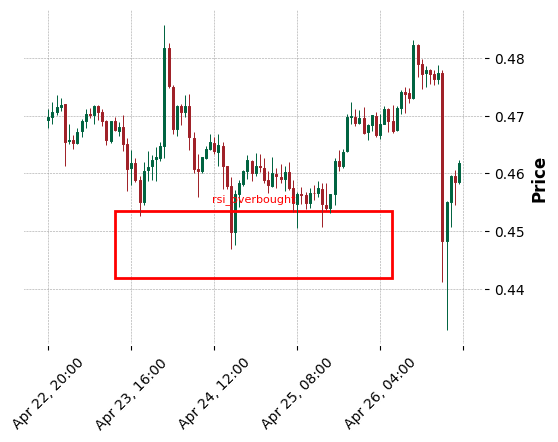 0.48
0.47
0.46
0.45
0.44
Price
rsi_overbought
Apr 22, 20:00
Apr 23, 16:00
Apr 24, 12:00
Apr 25, 08:00
Apr 26, 04:00